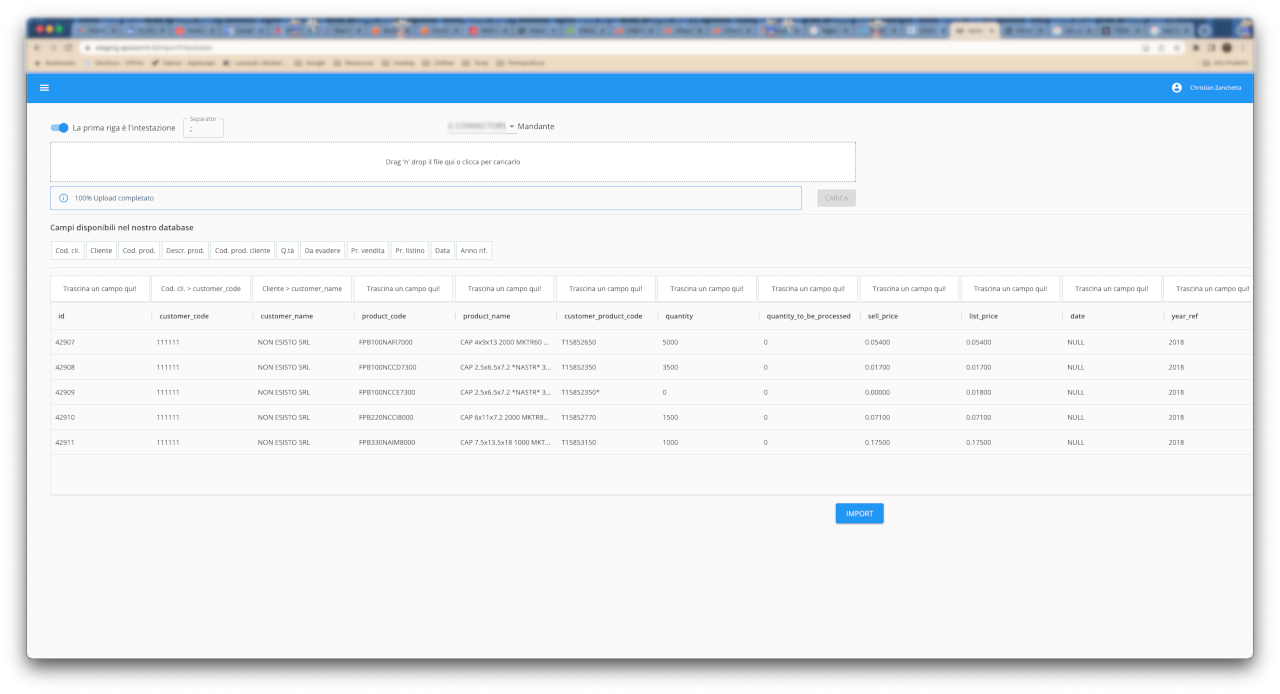 Christian Zanchetta
La prima riga è l'intestazione
Separator
;
G CONNECTORS Mandante
Drag 'n' drop il file qui o clicca per caricarlo
100% Upload completato
CARICA
Campi disponibili nel nostro database
Cod. cli. Cliente Cod. prod. Descr. prod. Cod. prod. cliente Q.tà Da evadere Pr. vendita Pr. listino Data Anno rif.
Trascina un campo qui! Cod. cli. > customer_code Cliente > customer_name Trascina un campo qui! Trascina un campo qui! Trascina un campo qui! Trascina un campo qui! Trascina un campo qui! Trascina un campo qui! Trascina un campo qui! Trascina un campo qui! Trascina un campo qui!
id customer_code customer_name product_code product_name customer_product_code quantity quantity_to_be_processed sell_price list_price date year_ref
42907 111111 NON ESISTO SRL FPB100NAFI7000 CAP 4x9x13 2000 MKTR60 ... T15852650 5000 0 0.05400 0.05400 NULL 2018
42908 111111 NON ESISTO SRL FPB100NCCD7300 CAP 2.5x6.5x7.2 *NASTR* 3... T15852350 3500 0 0.01700 0.01700 NULL 2018
42909 111111 NON ESISTO SRL FPB100NCCE7300 CAP 2.5x6.5x7.2 *NASTR* 3... T15852350* 0 0 0.00000 0.01800 NULL 2018
42910 111111 NON ESISTO SRL FPB220NCCI8000 CAP 6x11x7.2 2000 MKTR8... T15852770 1500 0 0.07100 0.07100 NULL 2018
42911 111111 NON ESISTO SRL FPB330NAIM8000 CAP 7.5x13.5x18 1000 MKT... T15853150 1000 0 0.17500 0.17500 NULL 2018
IMPORT